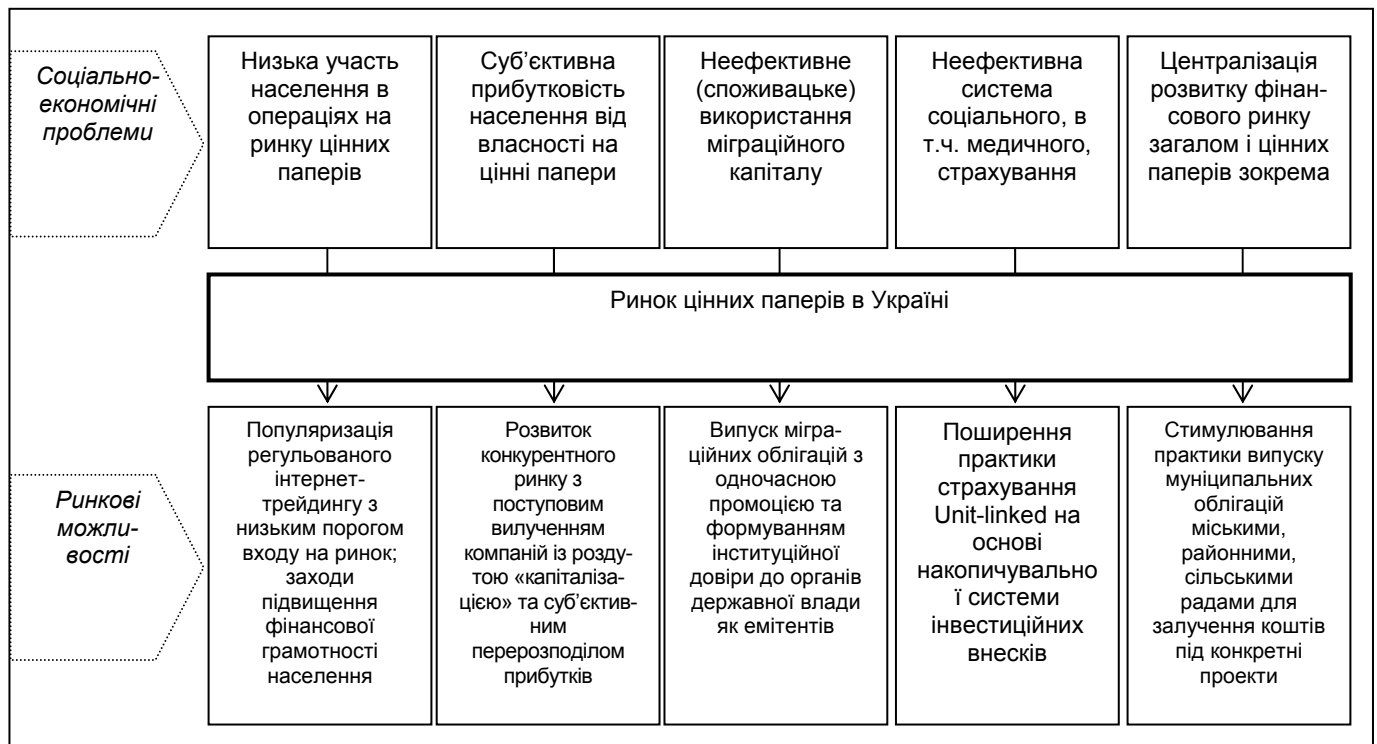 Соціально-
економічні
проблеми
Низька участь
населення в
операціях на
ринку цінних
паперів
Суб’єктивна
прибутковість
населення від
власності на
цінні папери
Неефективне
(споживацьке)
використання
міграційного
капіталу
Неефективна
система
соціального, в
т.ч. медичного,
страхування
Централізація
розвитку фінан-
сового ринку
загалом і цінних
паперів зокрема
Ринок цінних паперів в Україні
Ринкові
можли-
вості
Популяризація
регульованого
інтернет-
трейдингу з
низьким порогом
входу на ринок;
заходи
підвищення
фінансової
грамотності
населення
Розвиток
конкурентного
ринку з
поступовим
вилученням
компаній із розду-
тою «капіталіза-
цією» та суб’єктив-
ним
перерозподілом
прибутків
Випуск мігра-
ційних облігацій з
одночасною
промоцією та
формуванням
інституційної
довіри до органів
державної влади
як емітентів
Поширення
практики
страхування
Unit-linked на
основі
накопичувально
ї системи
інвестиційних
внесків
Стимулювання
практики випуску
муніципальних
облігацій
міськими,
районними,
сільськими
радами для
залучення коштів
під конкретні
проекти